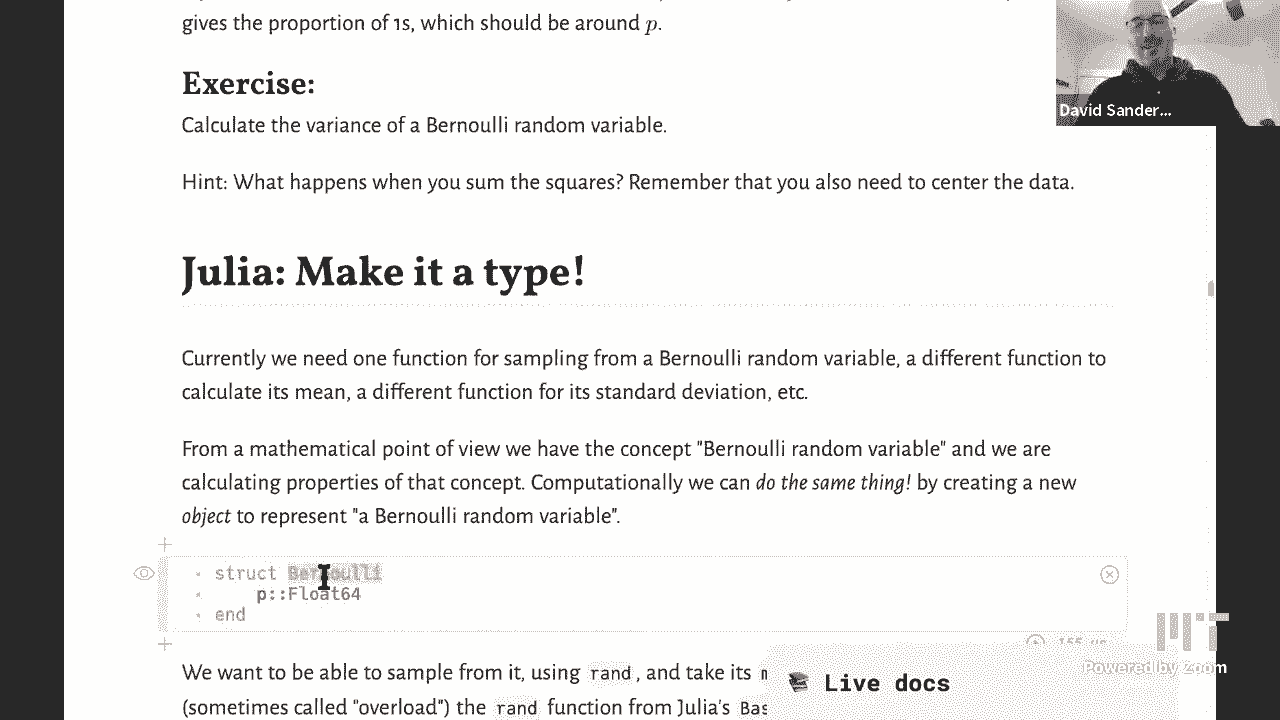 gives the proportion of 1s, which should be around p.
David Sander...
Exercise:
Calculate the variance of a Bernoulli random variable.
Hint: What happens when you sum the squares? Remember that you also need to center the data.
Julia: Make it a type!
Currently we need one function for sampling from a Bernoulli random variable, a different function to
calculate its mean, a different function for its standard deviation, etc.
From a mathematical point of view we have the concept "Bernoulli random variable" and we are
calculating properties of that concept. Computationally we can do the same thing! by creating a new
object to represent "a Bernoulli random variable".
struct Bernoulli
p::Float64
end
MIT
Powered by Zoom
We want to be able to sample from it, using rand, and take its
Live docs
(sometimes called "overload") the rand function from Julia's